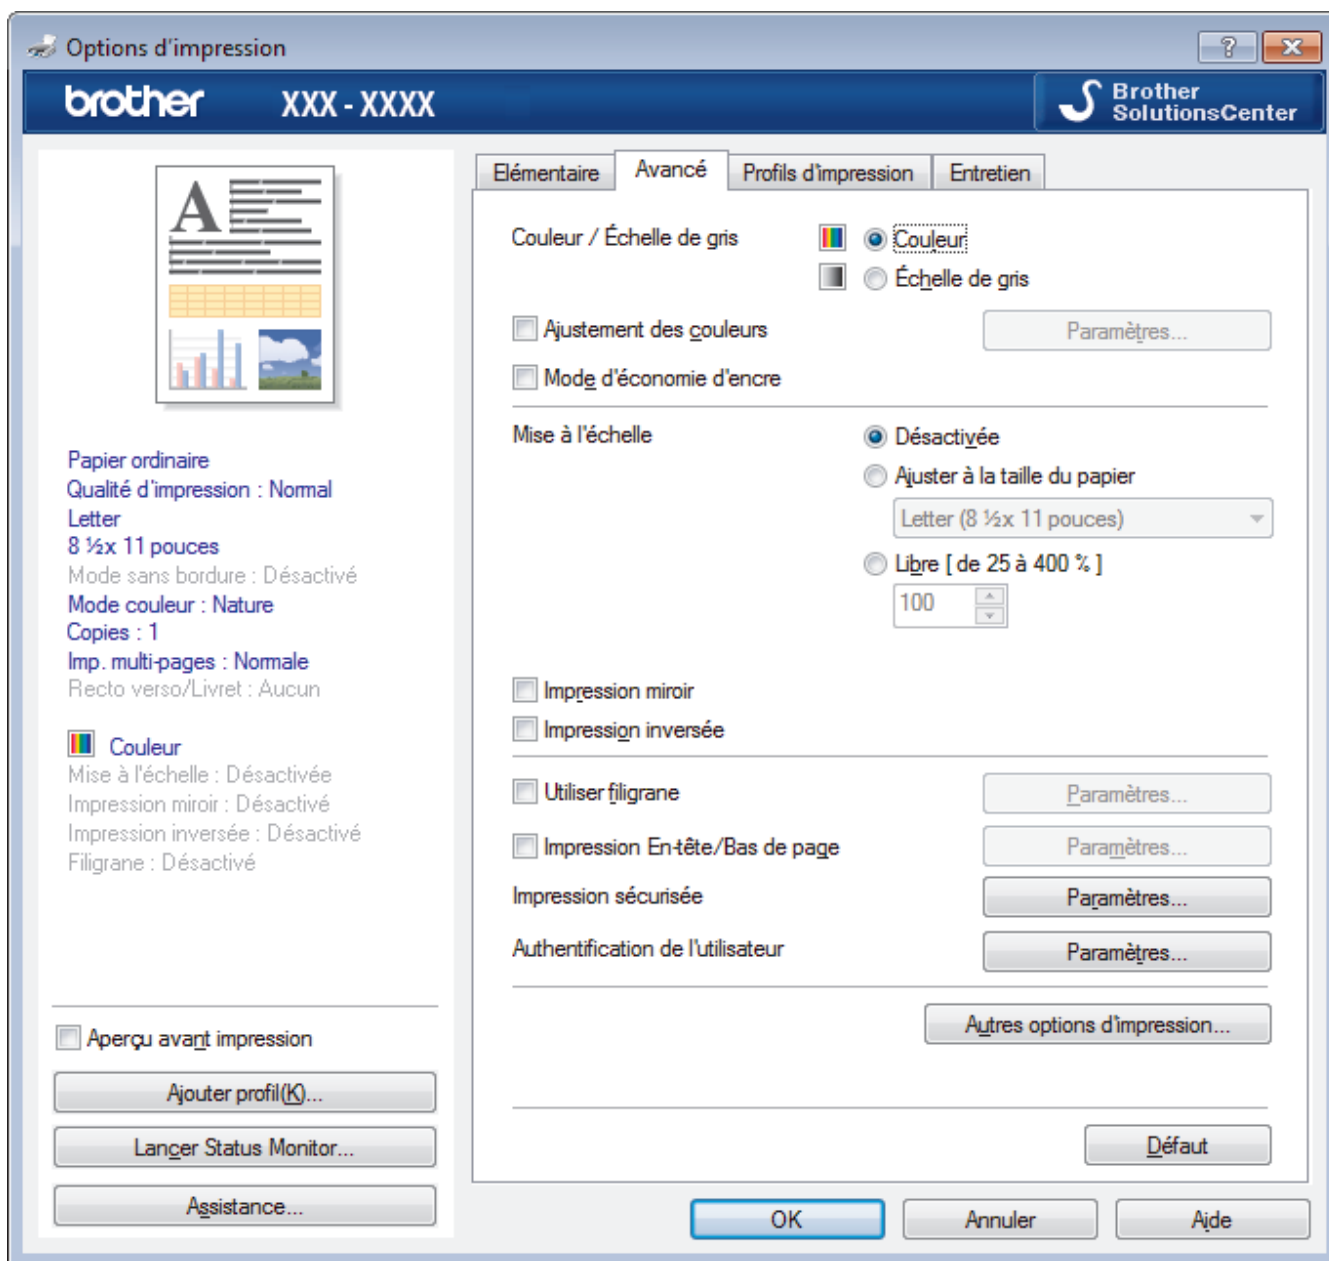 Options d'impression
brother XXX - XXXX
Brother
SolutionsCenter
A
Papier ordinaire
Qualité d'impression : Normal
Letter
8 ½x 11 pouces
Mode sans bordure : Désactivé
Mode couleur : Nature
Copies : 1
Imp. multi-pages : Normale
Recto verso/Livret : Aucun
Couleur
Mise à l'échelle : Désactivée
Impression miroir : Désactivé
Impression inversée : Désactivé
Filigrane : Désactivé
Aperçu avant impression
Ajouter profil(K)...
Lancer Status Monitor...
Assistance...
Elémentaire Avancé Profils d'impression Entretien
Couleur / Échelle de gris Couleur
Échelle de gris
Ajustement des couleurs Paramètres...
Mode d'économie d'encre
Mise à l'échelle Désactivée
Ajuster à la taille du papier
Letter (8 ½x 11 pouces)
Libre [ de 25 à 400 % ]
100
Impression miroir
Impression inversée
Utiliser filigrane Paramètres...
Impression En-tête/Bas de page Paramètres...
Impression sécurisée Paramètres...
Authentification de l'utilisateur Paramètres...
Autres options d'impression...
Défaut
OK Annuler Aide